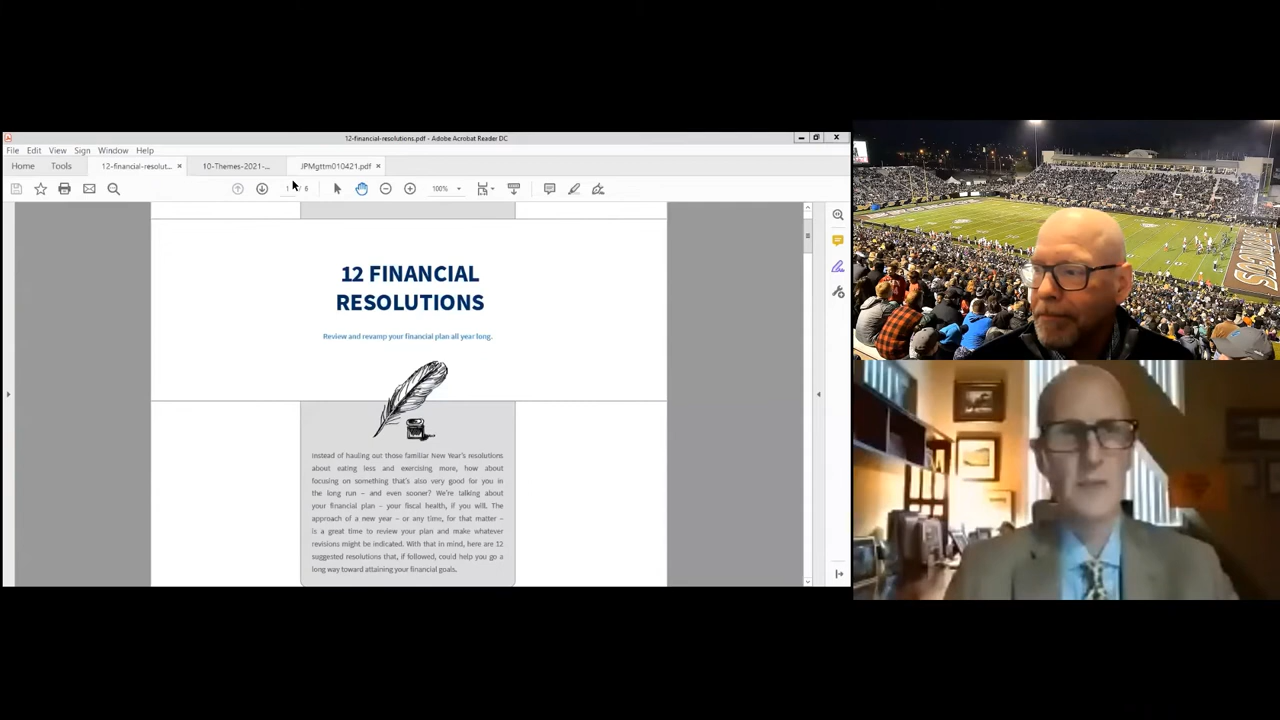 12-financial-resolutions.pdf - Adobe Acrobat Reader DC
File Edit View Sign Window Help
Home Tools 12-financial-resolut... × 10-Themes-2021-... JPMgttm010421.pdf ×
6 100%
12 FINANCIAL
RESOLUTIONS
Review and revamp your financial plan all year long.
Instead of hauling out those familiar New Year's resolutions
about eating less and exercising more, how about
focusing on something that's also very good for you in
the long run – and even sooner? We're talking about
your financial plan – your fiscal health, if you will. The
approach of a new year – or any time, for that matter –
is a great time to review your plan and make whatever
revisions might be indicated. With that in mind, here are 12
suggested resolutions that, if followed, could help you go a
long way toward attaining your financial goals.